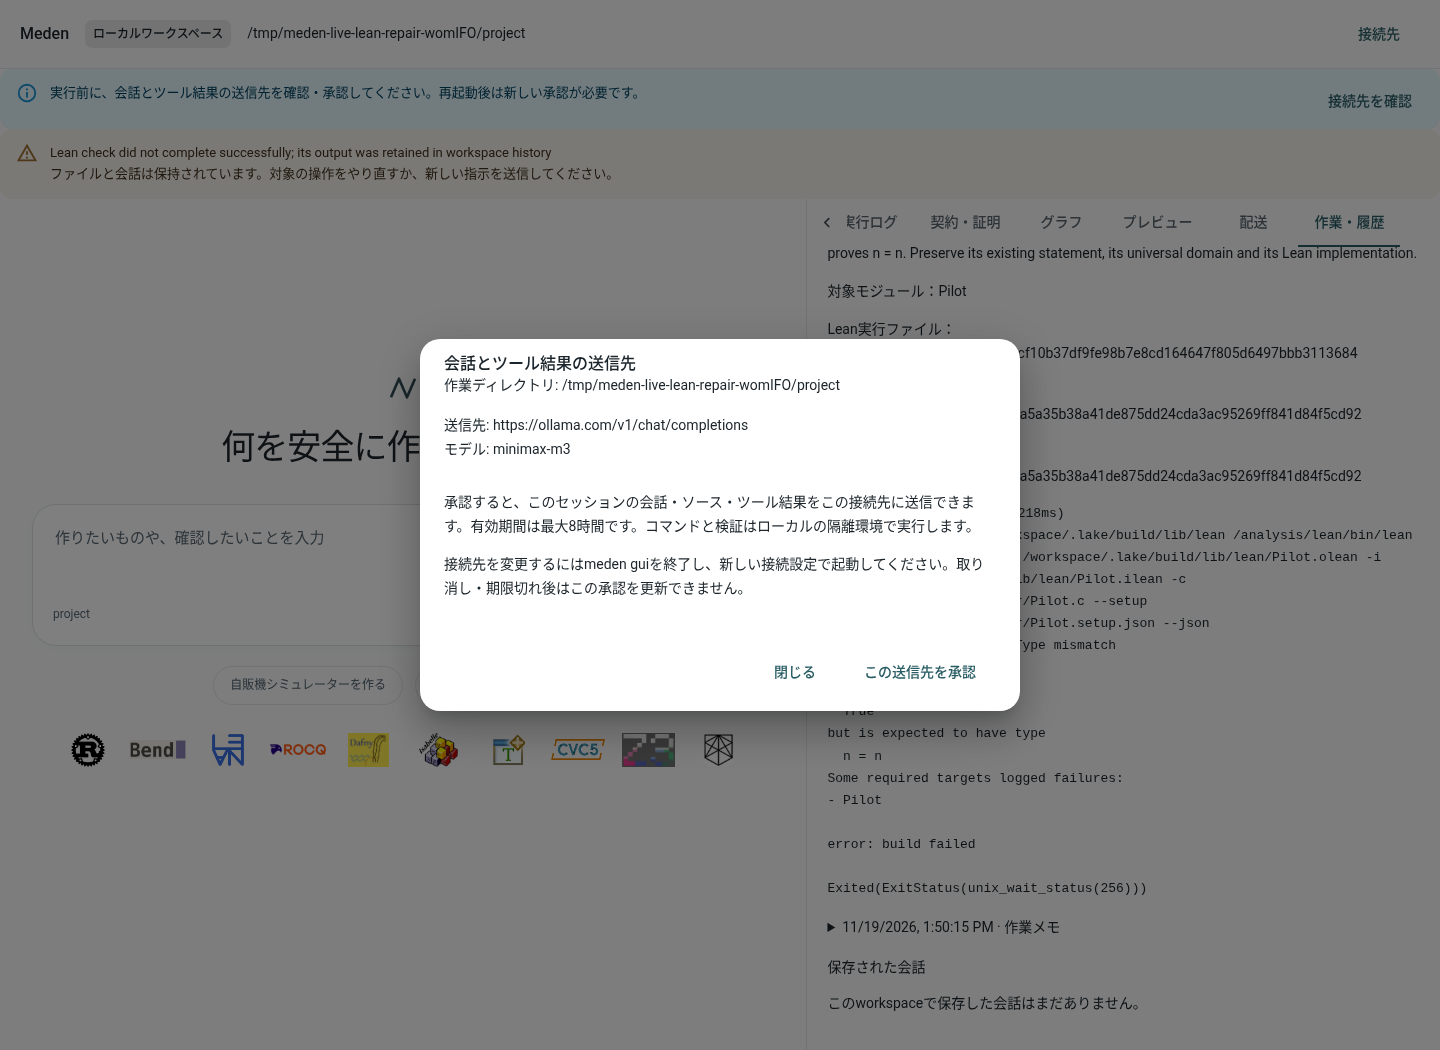 Meden ローカルワークスペース /tmp/meden-live-lean-repair-womIFO/project 接続先
実行前に、会話とツール結果の送信先を確認・承認してください。再起動後は新しい承認が必要です。
接続先を確認
Lean check did not complete successfully; its output was retained in workspace history
ファイルと会話は保持されています。対象の操作をやり直すか、新しい指示を送信してください。
実行ログ 契約・証明 グラフ プレビュー 配送 作業・履歴
proves n = n. Preserve its existing statement, its universal domain and its Lean implementation.
対象モジュール：Pilot
Lean実行ファイル：
cf10b37df9fe98b7e8cd164647f805d6497bbb3113684
a5a35b38a41de875dd24cda3ac95269ff841d84f5cd92
a5a35b38a41de875dd24cda3ac95269ff841d84f5cd92
218ms)
kspace/.lake/build/lib/lean /analysis/lean/bin/lean
/workspace/.lake/build/lib/lean/Pilot.olean -i
ib/lean/Pilot.ilean -c
r/Pilot.c --setup
r/Pilot.setup.json --json
Type mismatch
True
but is expected to have type
n = n
Some required targets logged failures:
- Pilot
error: build failed
Exited(ExitStatus(unix_wait_status(256)))
11/19/2026, 1:50:15 PM · 作業メモ
保存された会話
このworkspaceで保存した会話はまだありません。
何を安全に作
作りたいものや、確認したいことを入力
project
自販機シミュレーターを作る
Bend
ROCQ
Dafny
Isabelle
T
CVC5
会話とツール結果の送信先
作業ディレクトリ: /tmp/meden-live-lean-repair-womIFO/project
送信先: https://ollama.com/v1/chat/completions
モデル: minimax-m3
承認すると、このセッションの会話・ソース・ツール結果をこの接続先に送信できま
す。有効期間は最大8時間です。コマンドと検証はローカルの隔離環境で実行します。
接続先を変更するにはmeden guiを終了し、新しい接続設定で起動してください。取り
消し・期限切れ後はこの承認を更新できません。
閉じる この送信先を承認